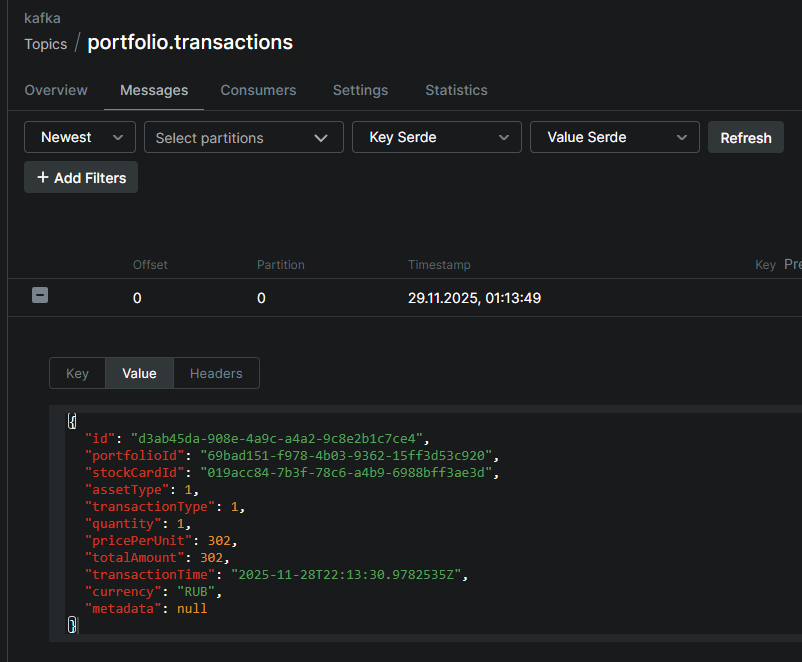 kafka
Topics / portfolio.transactions
Overview Messages Consumers Settings Statistics
Newest Select partitions Key Serde Value Serde Refresh
+ Add Filters
Offset Partition Timestamp Key Pre
0 0 29.11.2025, 01:13:49
Key Value Headers
{
"id": "d3ab45da-908e-4a9c-a4a2-9c8e2b1c7ce4",
"portfolioId": "69bad151-f978-4b03-9362-15ff3d53c920",
"stockCardId": "019acc84-7b3f-78c6-a4b9-6988bff3ae3d",
"assetType": 1,
"transactionType": 1,
"quantity": 1,
"pricePerUnit": 302,
"totalAmount": 302,
"transactionTime": "2025-11-28T22:13:30.9782535Z",
"currency": "RUB",
"metadata": null
}